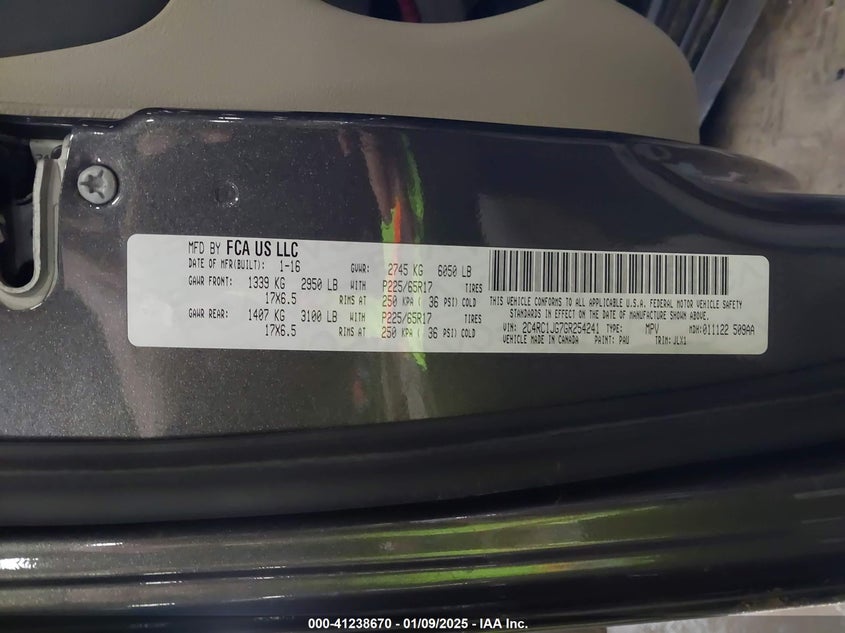 MFD BY FCA US LLC
DATE OF MFR(BUILT): 1-16 GVWR: 2745 KG 6050 LB
GAWR FRONT: 1339 KG 2950 LB WITH P225/65R17 TIRES
17X6.5 RIMS AT 250 KPA ( 36 PSI) COLD
GAWR REAR: 1407 KG 3100 LB WITH P225/65R17 TIRES
17X6.5 RIMS AT 250 KPA ( 36 PSI) COLD
THIS VEHICLE CONFORMS TO ALL APPLICABLE U.S.A. FEDERAL MOTOR VEHICLE SAFETY
STANDARDS IN EFFECT ON THE DATE OF MANUFACTURE SHOWN ABOVE.
VIN: 2C4RC1JG7GR254241 TYPE: MPV MDH: 011122 509AA
VEHICLE MADE IN CANADA PAINT: PAU TRIM: JLX1
000-41238670 — 01/09/2025 — IAA Inc.